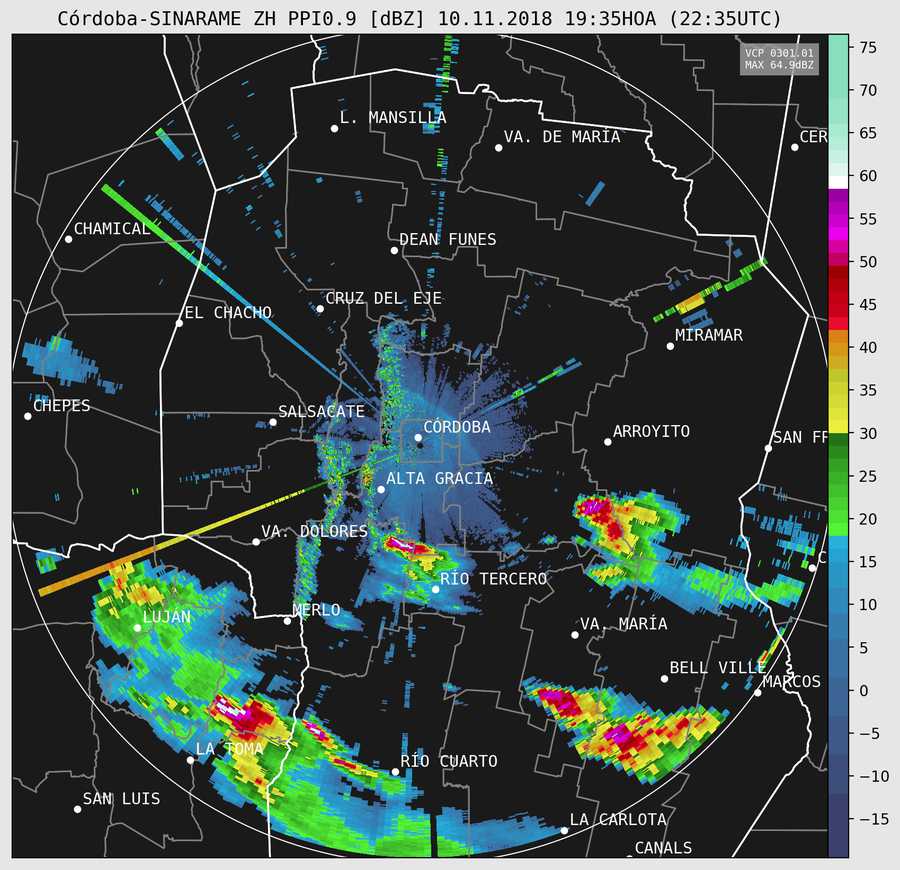 Córdoba-SINARAME ZH PPI0.9 [dBZ] 10.11.2018 19:35HOA (22:35UTC)
VCP 0301.01
MAX 64.9dBZ
75
70
65
60
55
50
45
40
35
30
25
20
15
10
5
0
−5
−10
−15
L. MANSILLA
VA. DE MARÍA
CER
CHAMICAL
DEAN FUNES
CRUZ DEL EJE
EL CHACHO
MIRAMAR
CHEPES
SALSACATE
CÓRDOBA
ARROYITO
SAN FR
ALTA GRACIA
VA. DOLORES
C
RÍO TERCERO
MERLO
LUJÁN
VA. MARÍA
BELL VILLE
MARCOS
LA TOMA
RÍO CUARTO
SAN LUIS
LA CARLOTA
CANALS